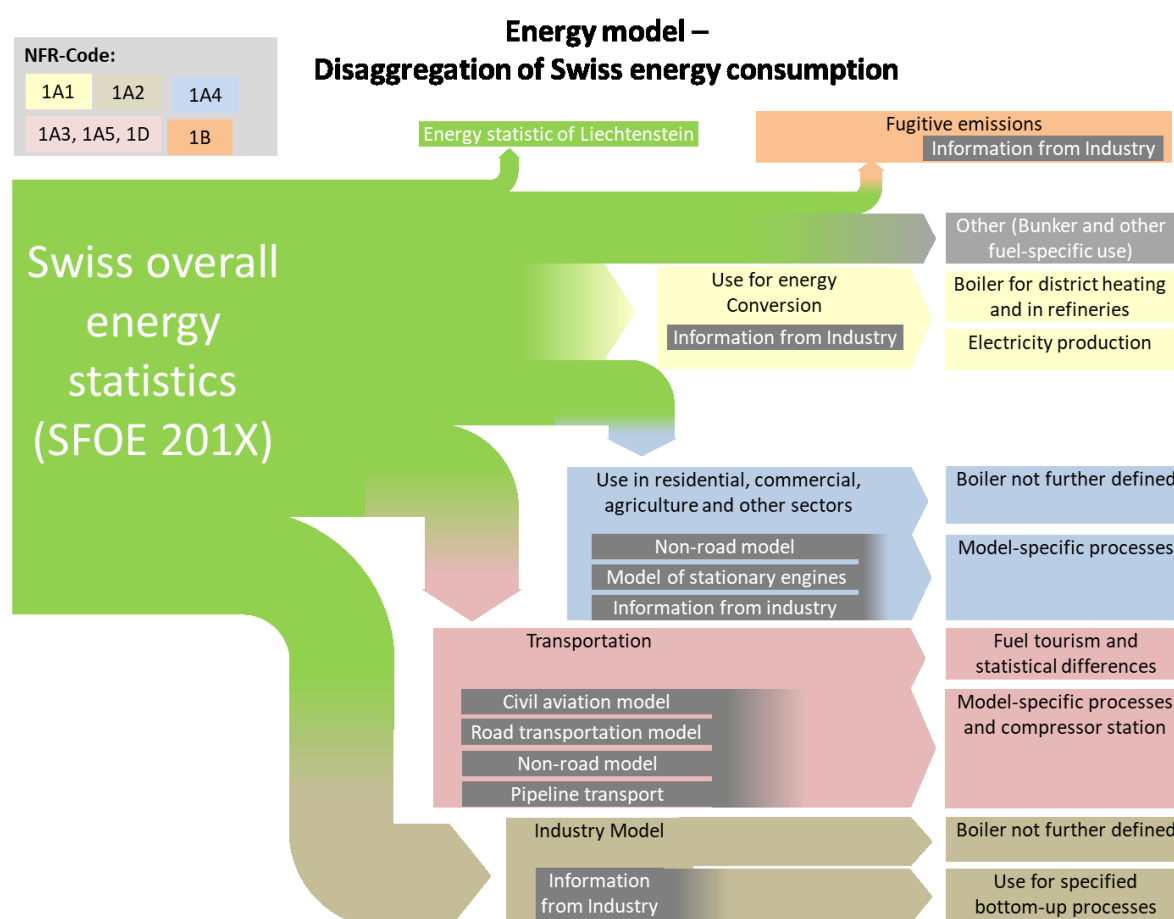 Energy model –
Disaggregation of Swiss energy consumption
NFR-Code:
1A1
1A2
1A4
1A3, 1A5, 1D
1B
Energy statistic of Liechtenstein
Fugitive emissions
Information from Industry
Swiss overall
energy
statistics
(SFOE 201X)
Other (Bunker and other
fuel-specific use)
Use for energy
Conversion
Information from Industry
Boiler for district heating
and in refineries
Electricity production
Use in residential, commercial,
agriculture and other sectors
Non-road model
Model of stationary engines
Information from industry
Boiler not further defined
Model-specific processes
Transportation
Civil aviation model
Road transportation model
Non-road model
Pipeline transport
Fuel tourism and
statistical differences
Model-specific processes
and compressor station
Industry Model
Information
from Industry
Boiler not further defined
Use for specified
bottom-up processes